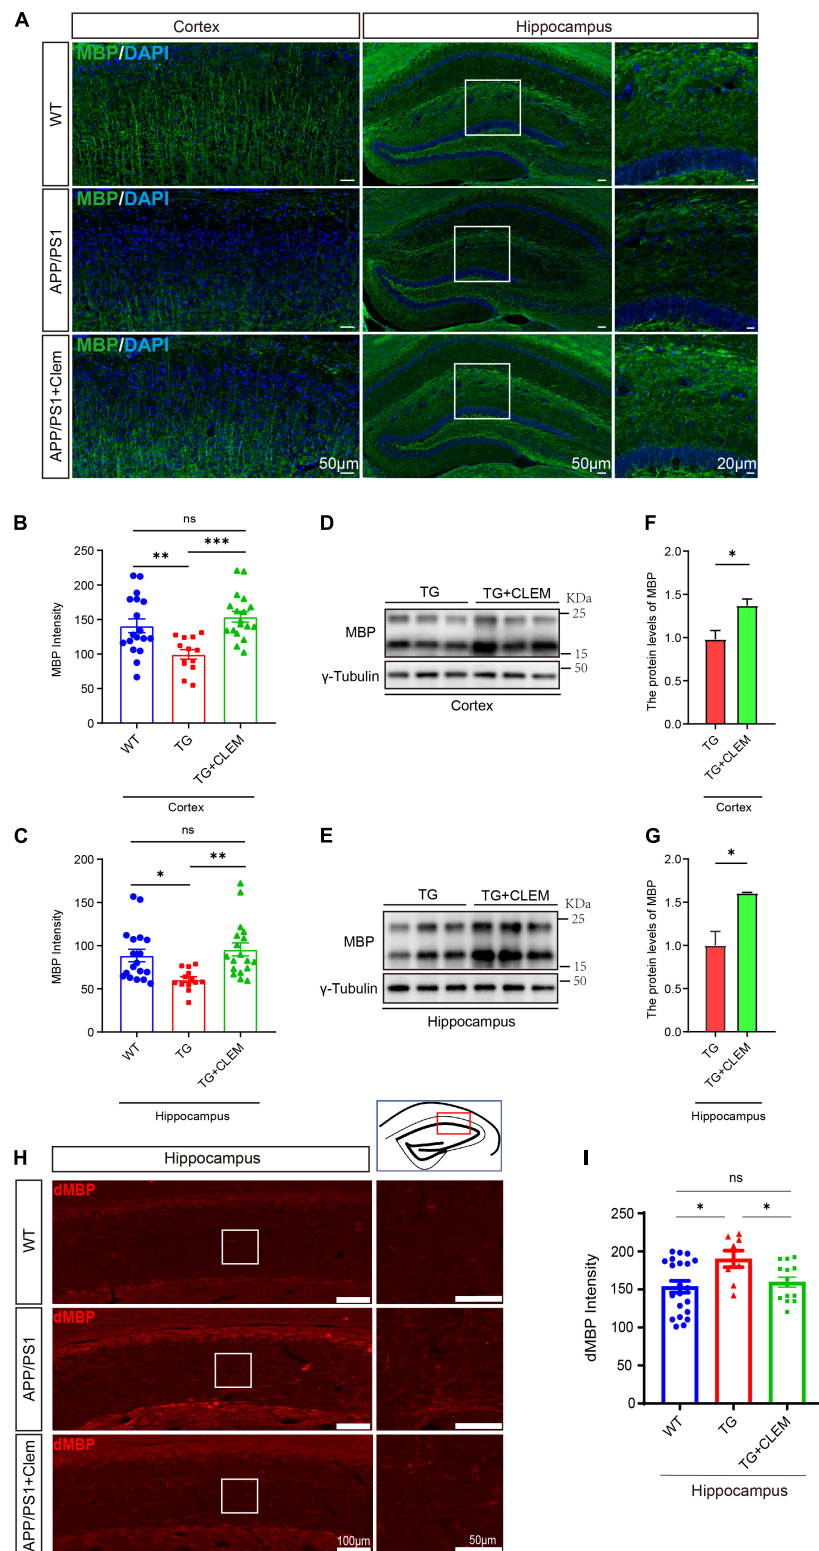 A
Cortex
Hippocampus
WT
MBP/DAPI
APP/PS1
MBP/DAPI
APP/PS1+Clem
MBP/DAPI
50μm
50μm
20μm
B
ns
**
***
MBP Intensity
250
200
150
100
50
0
WT
TG
TG+CLEM
Cortex
D
TG
TG+CLEM
KDa
MBP
25
15
γ-Tubulin
50
Cortex
F
The protein levels of MBP
2.0
1.5
1.0
0.5
0.0
*
TG
TG+CLEM
Cortex
C
ns
*
**
MBP Intensity
200
150
100
50
0
WT
TG
TG+CLEM
Hippocampus
E
TG
TG+CLEM
KDa
MBP
25
15
γ-Tubulin
50
Hippocampus
G
The protein levels of MBP
2.0
1.5
1.0
0.5
0.0
*
TG
TG+CLEM
Hippocampus
H
Hippocampus
WT
dMBP
APP/PS1
dMBP
APP/PS1+Clem
dMBP
100μm
50μm
I
ns
*
*
dMBP Intensity
250
200
150
100
50
0
WT
TG
TG+CLEM
Hippocampus